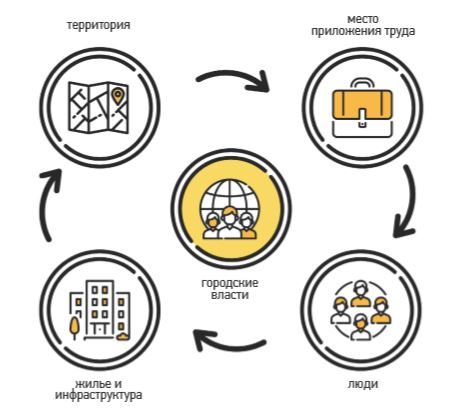 территория
место
приложения труда
городские
власти
жилье и
инфраструктура
люди